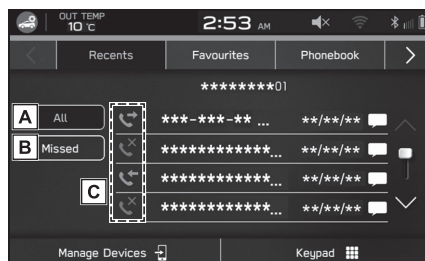 OUT TEMP
10 °C
2:53 AM
Recents
Favourites
Phonebook
********01
A
All
***-***-** ...
**/**/**
B
Missed
************...
**/**/**
C
************...
**/**/**
************...
**/**/**
Manage Devices
Keypad